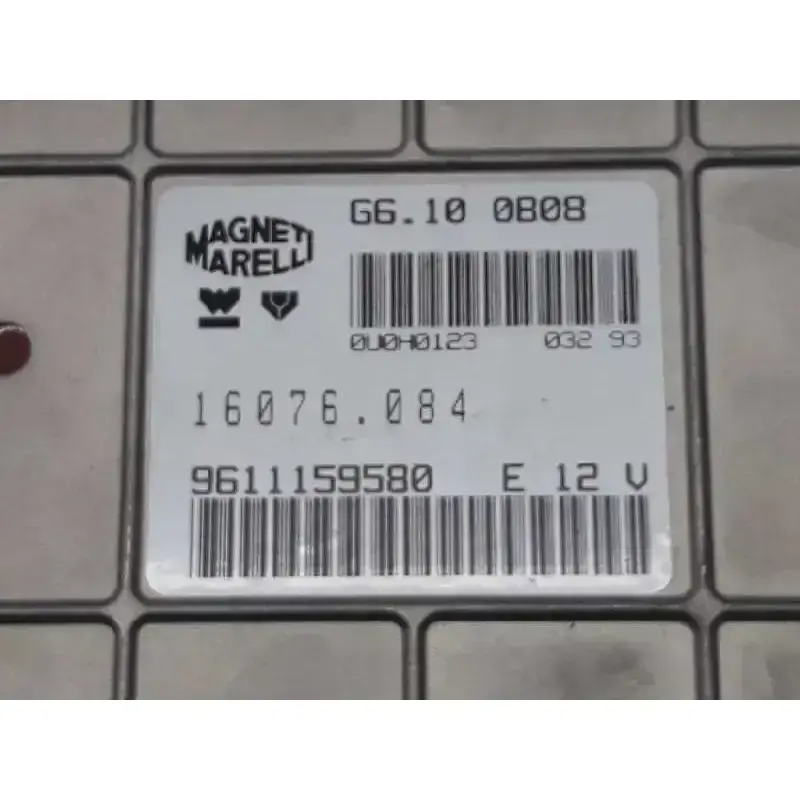 MAGNETI
MARELLI
G6.10 0B08
0U0H0123 032 93
16076.084
9611159580 E 12 V